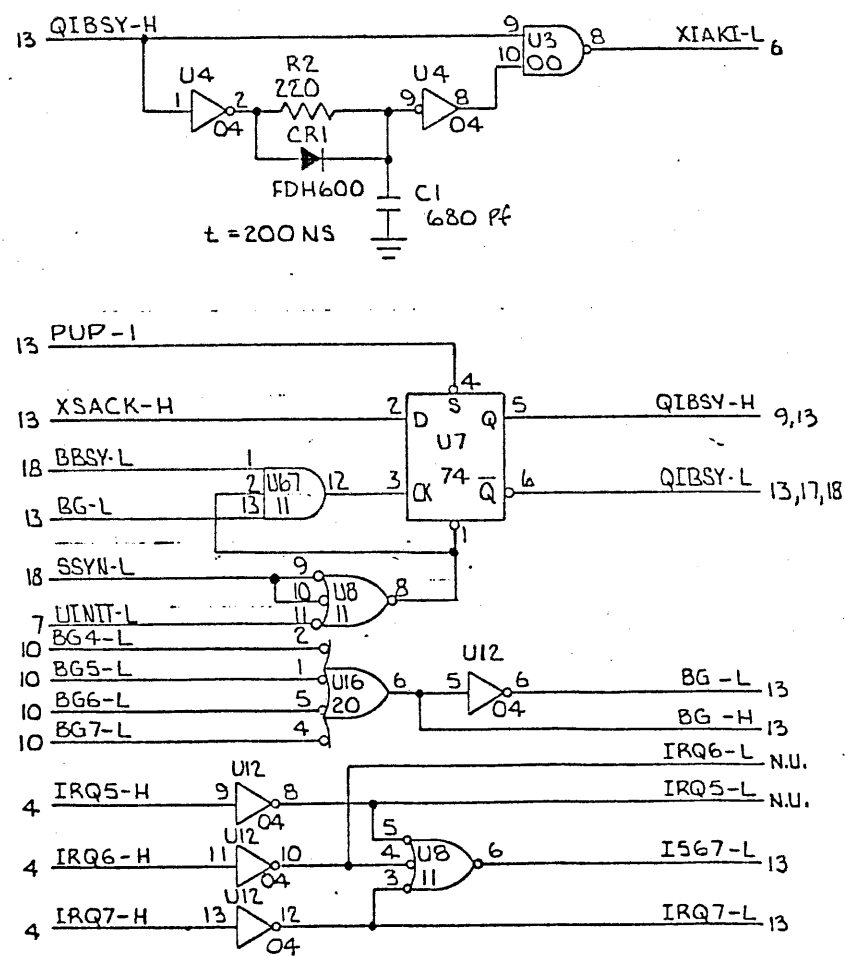 13 QIBSY-H
9
U3
8
XIAKI-L 6
10
00
U4
R2
220
U4
1
2
9
8
04
CR1
04
FDH600
C1
680 Pf
t = 200 NS
13 PUP-1
4
S
13 XSACK-H
2
D
Q
5
QIBSY-H
9,13
U7
18 BBSY-L
1
2
U67
12
3
CK
74
Q
6
QIBSY-L
13,17,18
13 BG-L
13
11
1
18 SSYN-L
9
10
U8
8
7 UINIT-L
11
11
10 BG4-L
2
10 BG5-L
1
U16
6
5
U12
6
BG-L 13
10 BG6-L
5
20
04
10 BG7-L
4
BG-H 13
IRQ6-L N.U.
4 IRQ5-H
9
U12
8
IRQ5-L N.U.
04
5
4 IRQ6-H
11
U12
10
4
U8
6
I567-L
13
04
3
11
4 IRQ7-H
13
U12
12
IRQ7-L 13
04